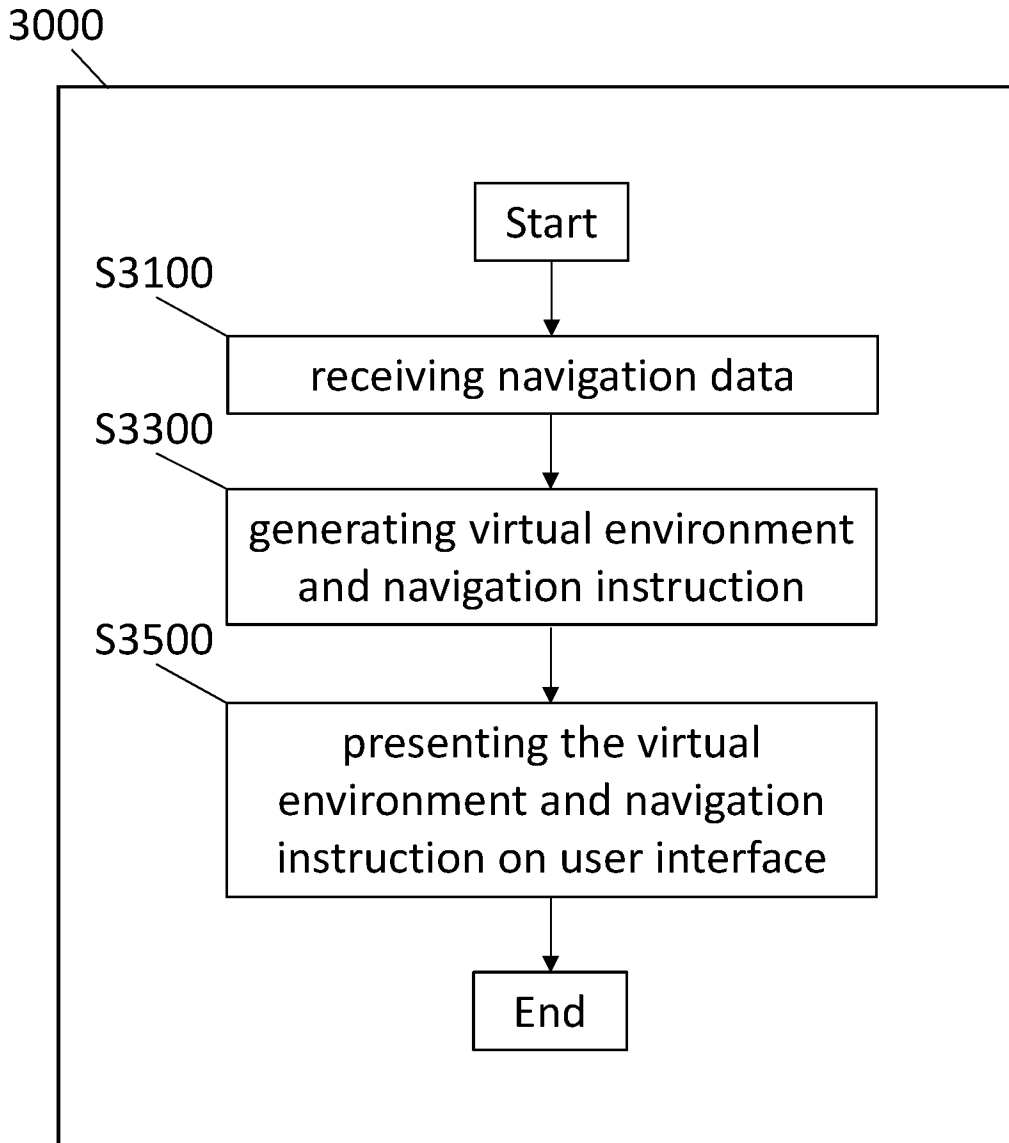 3000
Start
S3100
receiving navigation data
S3300
generating virtual environment
and navigation instruction
S3500
presenting the virtual
environment and navigation
instruction on user interface
End